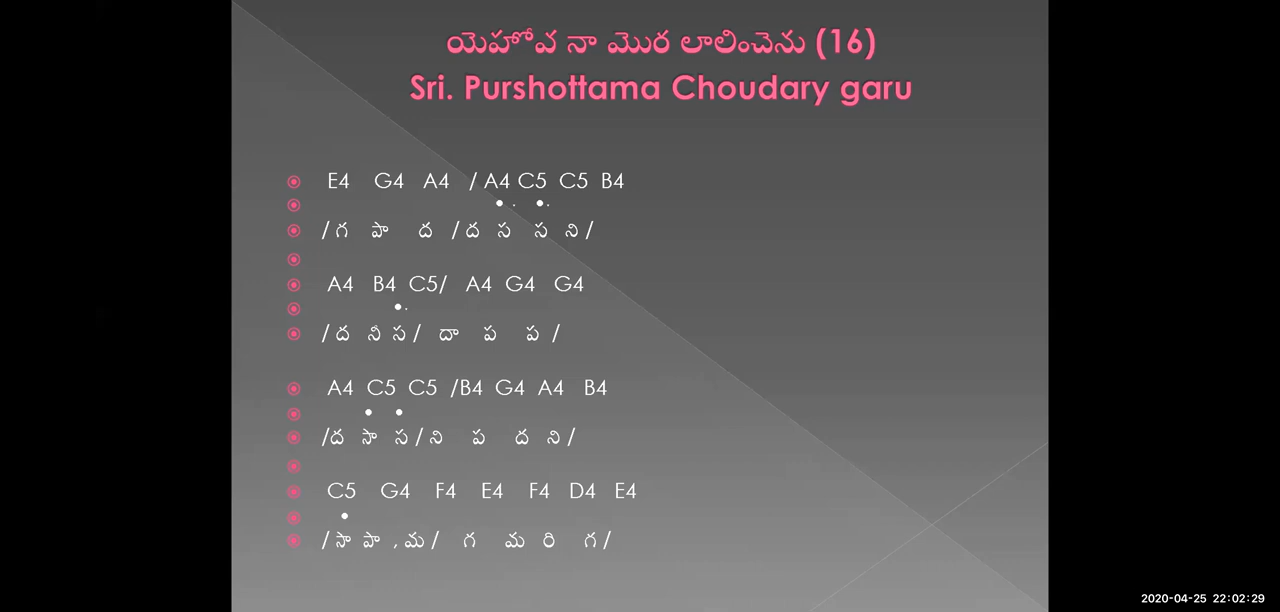 యెహోవ నా మొర లాలించెను (16)
Sri. Purshottama Choudary garu
E4 G4 A4 / A4 C5 C5 B4
/ గ పా ద / ద స స ని /
A4 B4 C5/ A4 G4 G4
/ ద నీ స / దా ప ప /
A4 C5 C5 /B4 G4 A4 B4
/ద సా స / ని ప ద ని /
C5 G4 F4 E4 F4 D4 E4
/ సా పా , మ / గ మ రి గ /
2020-04-25 22:02:29